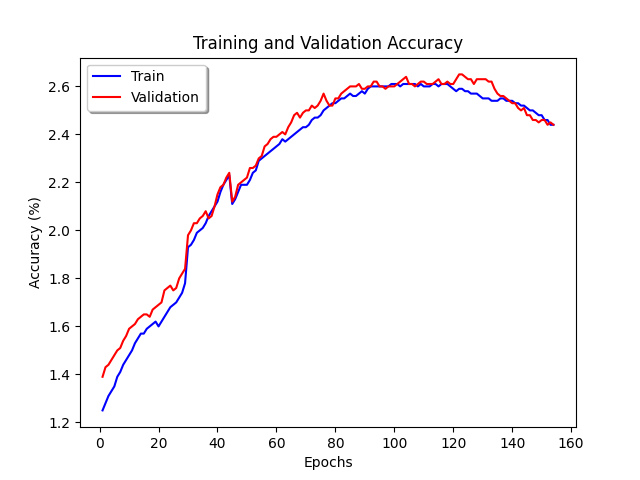 Training and Validation Accuracy
Train
Validation
Accuracy (%)
2.6
2.4
2.2
2.0
1.8
1.6
1.4
1.2
0 20 40 60 80 100 120 140 160
Epochs